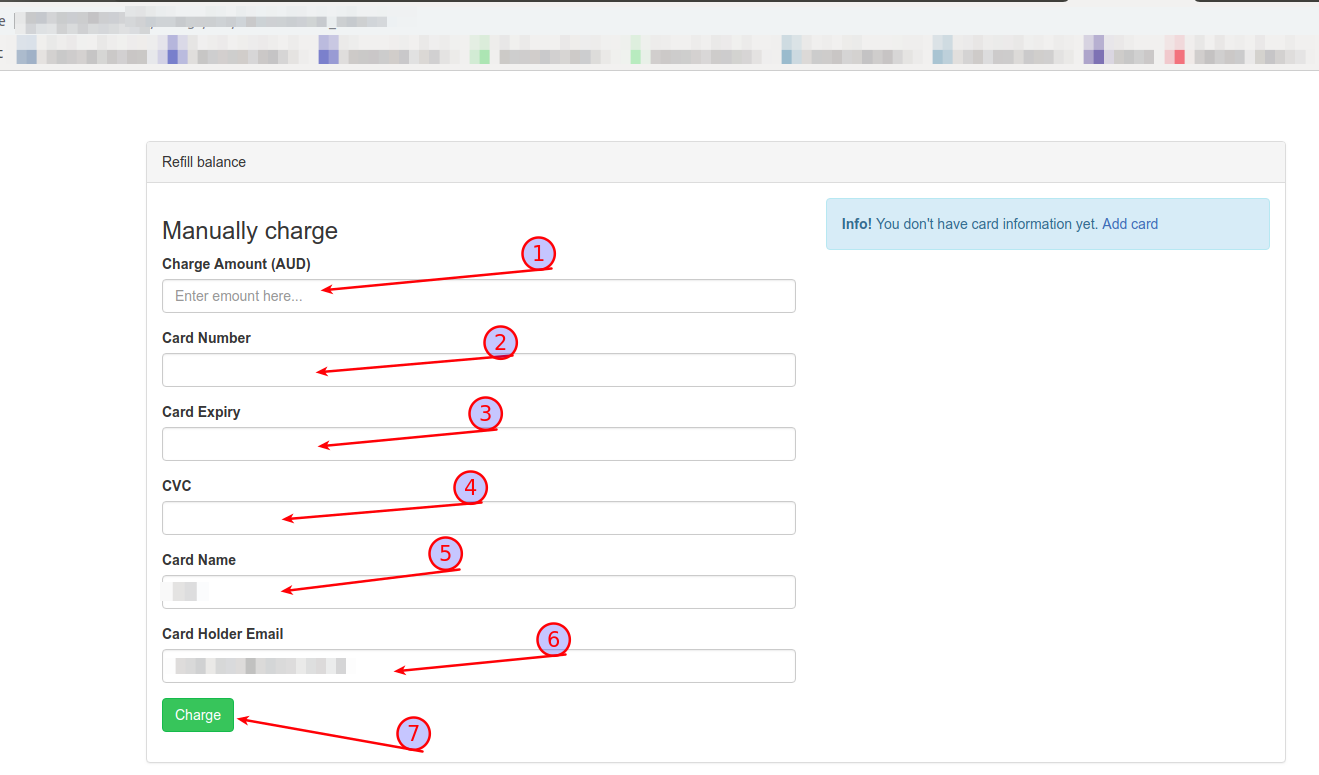 Refill balance
Manually charge
Info! You don't have card information yet. Add card
1
Charge Amount (AUD)
Enter emount here...
2
Card Number
3
Card Expiry
4
CVC
5
Card Name
6
Card Holder Email
Charge
7